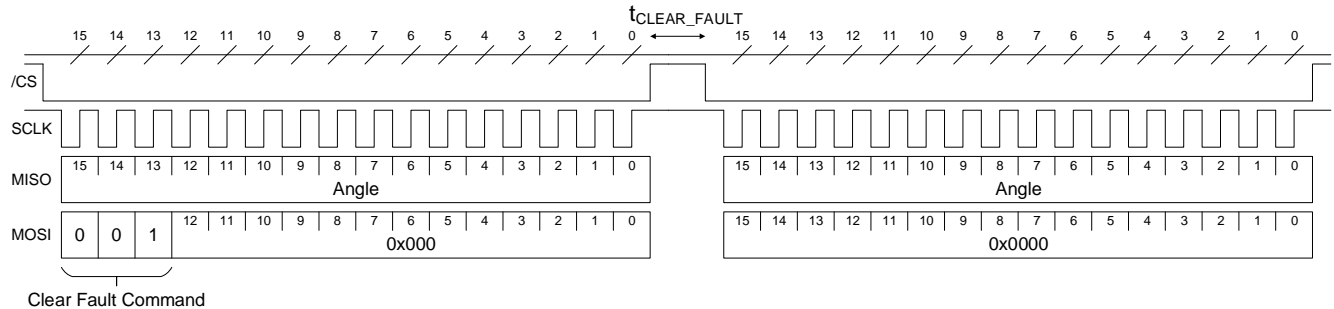 tCLEAR_FAULT
15 14 13 12 11 10 9 8 7 6 5 4 3 2 1 0 15 14 13 12 11 10 9 8 7 6 5 4 3 2 1 0
/CS
SCLK
15 14 13 12 11 10 9 8 7 6 5 4 3 2 1 0 15 14 13 12 11 10 9 8 7 6 5 4 3 2 1 0
MISO Angle Angle
12 11 10 9 8 7 6 5 4 3 2 1 0 15 14 13 12 11 10 9 8 7 6 5 4 3 2 1 0
MOSI 0 0 1 0x000 0x0000
Clear Fault Command